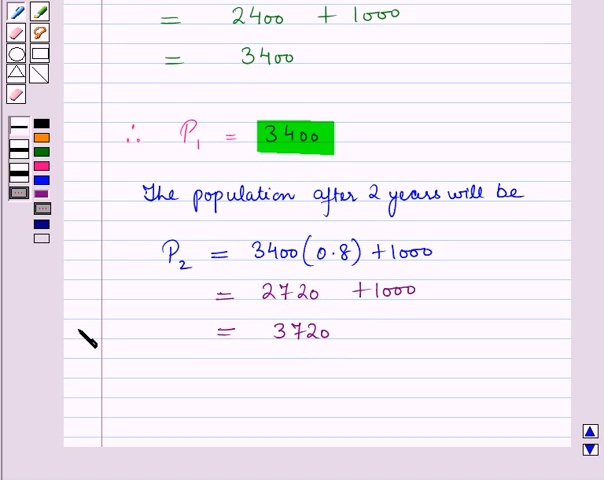 = 2400 + 1000
= 3400
∴ P₁ = 3400
The population after 2 years will be
P₂ = 3400(0.8) + 1000
= 2720 + 1000
= 3720